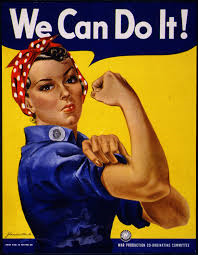 We Can Do It!
WAR PRODUCTION CO-ORDINATING COMMITTEE